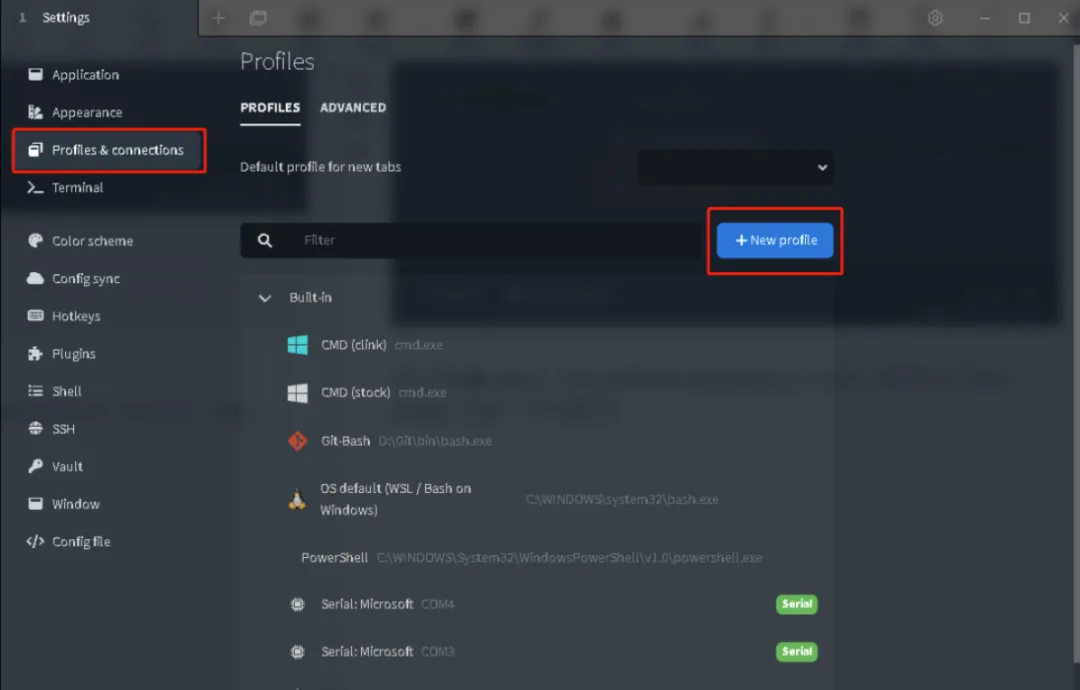 1 Settings
Application
Appearance
Profiles & connections
Terminal
Color scheme
Config sync
Hotkeys
Plugins
Shell
SSH
Vault
Window
Config file
Profiles
PROFILES ADVANCED
Default profile for new tabs
Filter
+ New profile
Built-in
CMD (clink) cmd.exe
CMD (stock) cmd.exe
Git-Bash D:\Git\bin\bash.exe
OS default (WSL / Bash on
Windows) C:\WINDOWS\system32\bash.exe
PowerShell C:\WINDOWS\System32\WindowsPowerShell\v1.0\powershell.exe
Serial: Microsoft COM4 Serial
Serial: Microsoft COM3 Serial